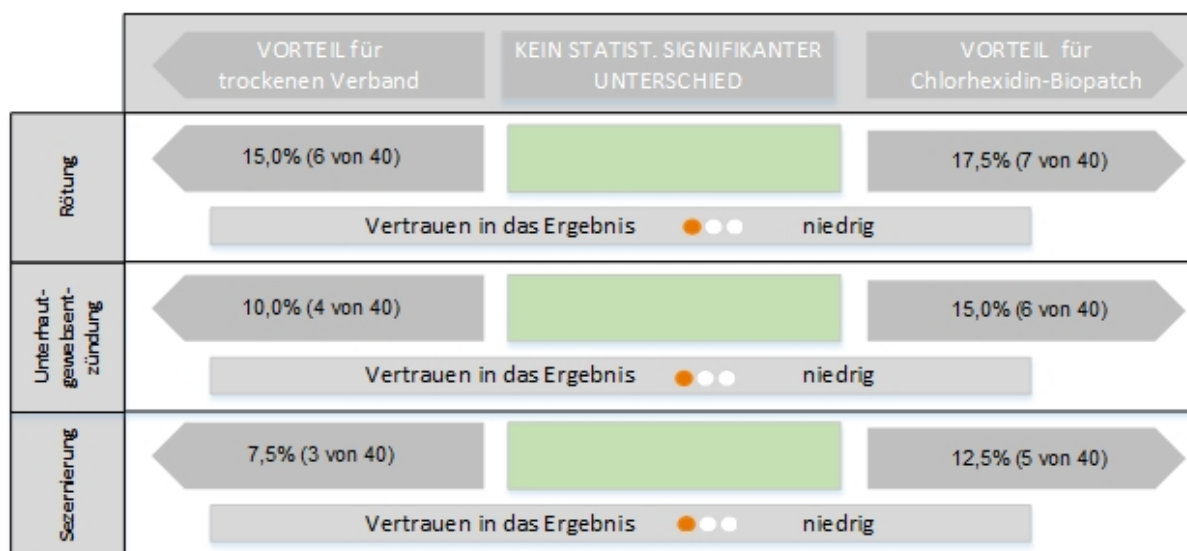 VORTEIL für
trockenen Verband
KEIN STATIST. SIGNIFIKANTER
UNTERSCHIED
VORTEIL für
Chlorhexidin-Biopatch
Rötung
15,0% (6 von 40)
17,5% (7 von 40)
Vertrauen in das Ergebnis niedrig
Unterhaut-
gewebsent-
zündung
10,0% (4 von 40)
15,0% (6 von 40)
Vertrauen in das Ergebnis niedrig
Sezernierung
7,5% (3 von 40)
12,5% (5 von 40)
Vertrauen in das Ergebnis niedrig